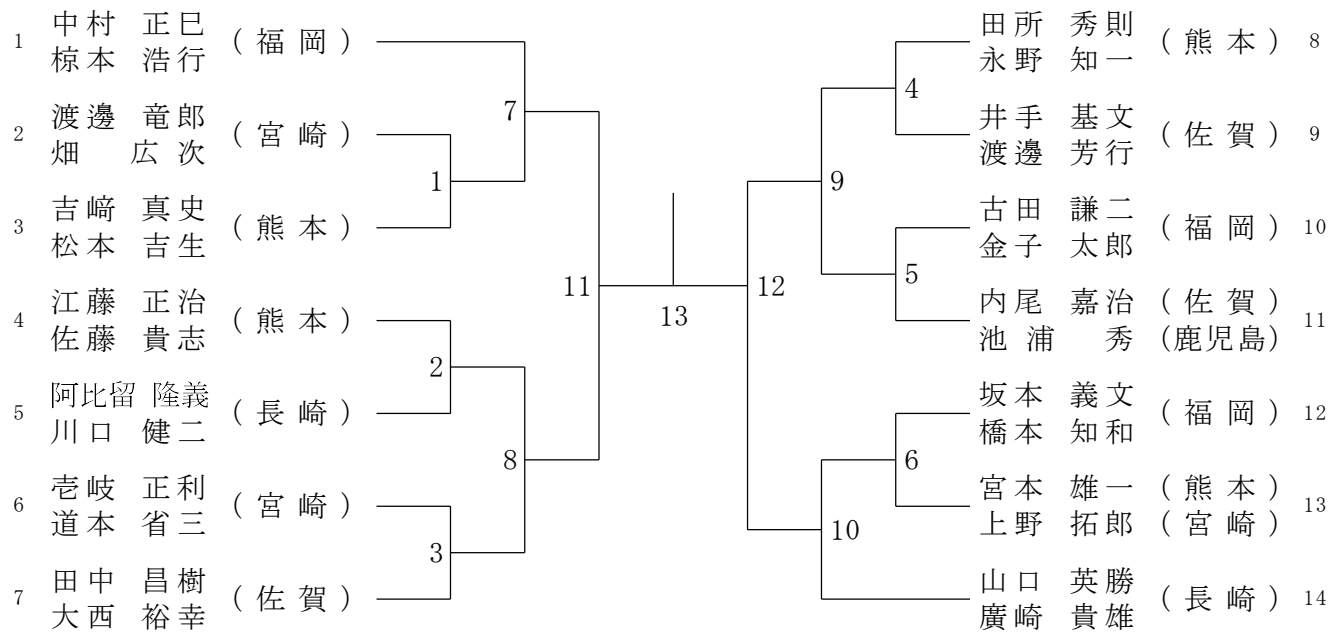 1 中村 正巳 (福岡)
椋本 浩行
2 渡邊 竜郎 (宮崎)
畑 広次
3 吉﨑 真史 (熊本)
松本 吉生
4 江藤 正治 (熊本)
佐藤 貴志
5 阿比留 隆義 (長崎)
川口 健二
6 壱岐 正利 (宮崎)
道本 省三
7 田中 昌樹 (佐賀)
大西 裕幸
7
1
11
2
8
3
13
12
4
9
5
6
10
田所 秀則 (熊本) 8
永野 知一
井手 基文 (佐賀) 9
渡邊 芳行
古田 謙二 (福岡) 10
金子 太郎
内尾 嘉治 (佐賀) 11
池浦 秀 (鹿児島)
坂本 義文 (福岡) 12
橋本 知和
宮本 雄一 (熊本) 13
上野 拓郎 (宮崎)
山口 英勝 (長崎) 14
廣崎 貴雄